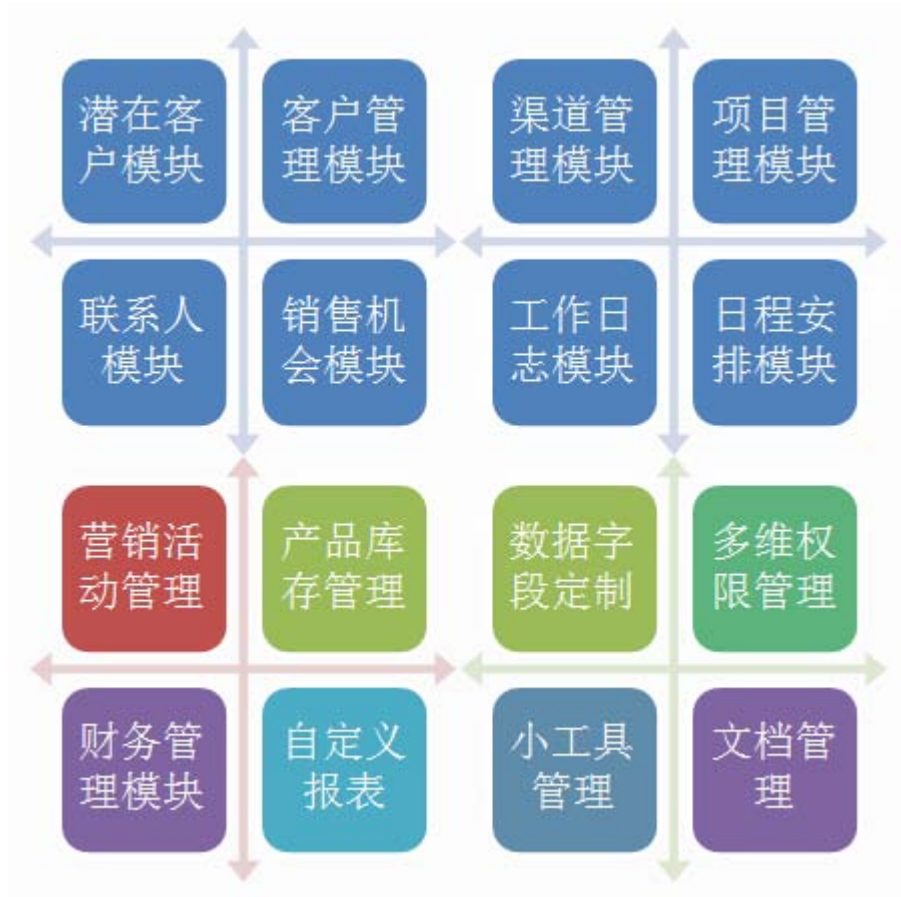 潜在客
户模块
客户管
理模块
渠道管
理模块
项目管
理模块
联系人
模块
销售机
会模块
工作日
志模块
日程安
排模块
营销活
动管理
产品库
存管理
数据字
段定制
多维权
限管理
财务管
理模块
自定义
报表
小工具
管理
文档管
理